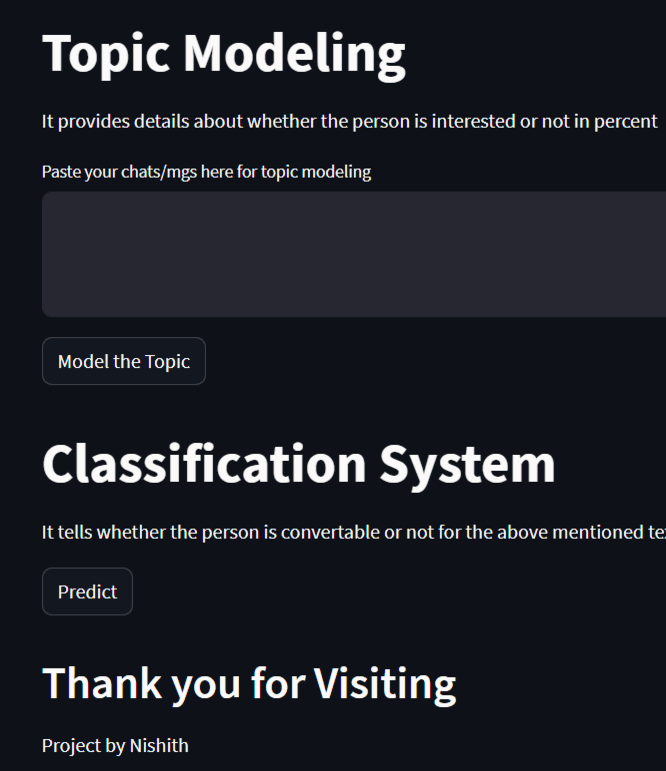 Topic Modeling
It provides details about whether the person is interested or not in percent
Paste your chats/mgs here for topic modeling
Model the Topic
Classification System
It tells whether the person is convertable or not for the above mentioned
Predict
Thank you for Visiting
Project by Nishith